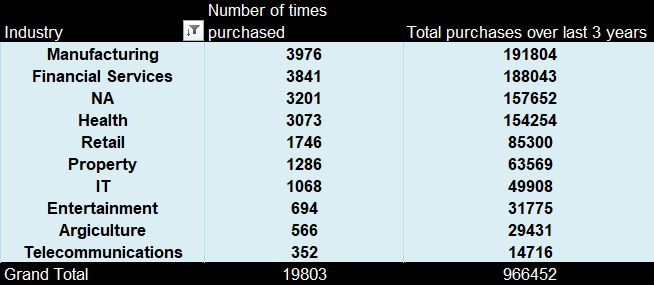 Industry Number of times purchased Total purchases over last 3 years
Manufacturing 3976 191804
Financial Services 3841 188043
NA 3201 157652
Health 3073 154254
Retail 1746 85300
Property 1286 63569
IT 1068 49908
Entertainment 694 31775
Argiculture 566 29431
Telecommunications 352 14716
Grand Total 19803 966452